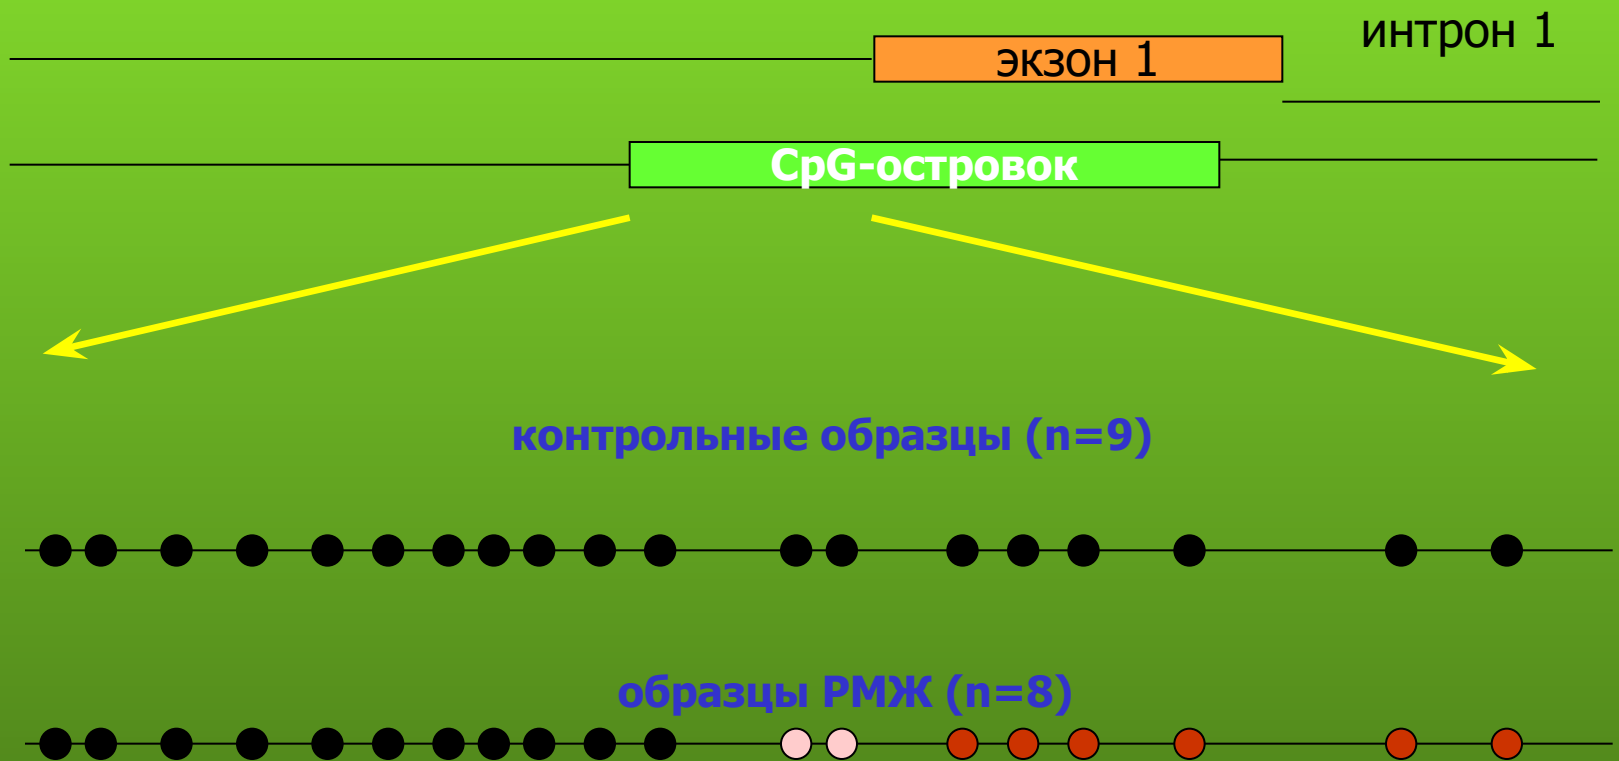 интрон 1
экзон 1
CpG-островок
контрольные образцы (n=9)
образцы РМЖ (n=8)